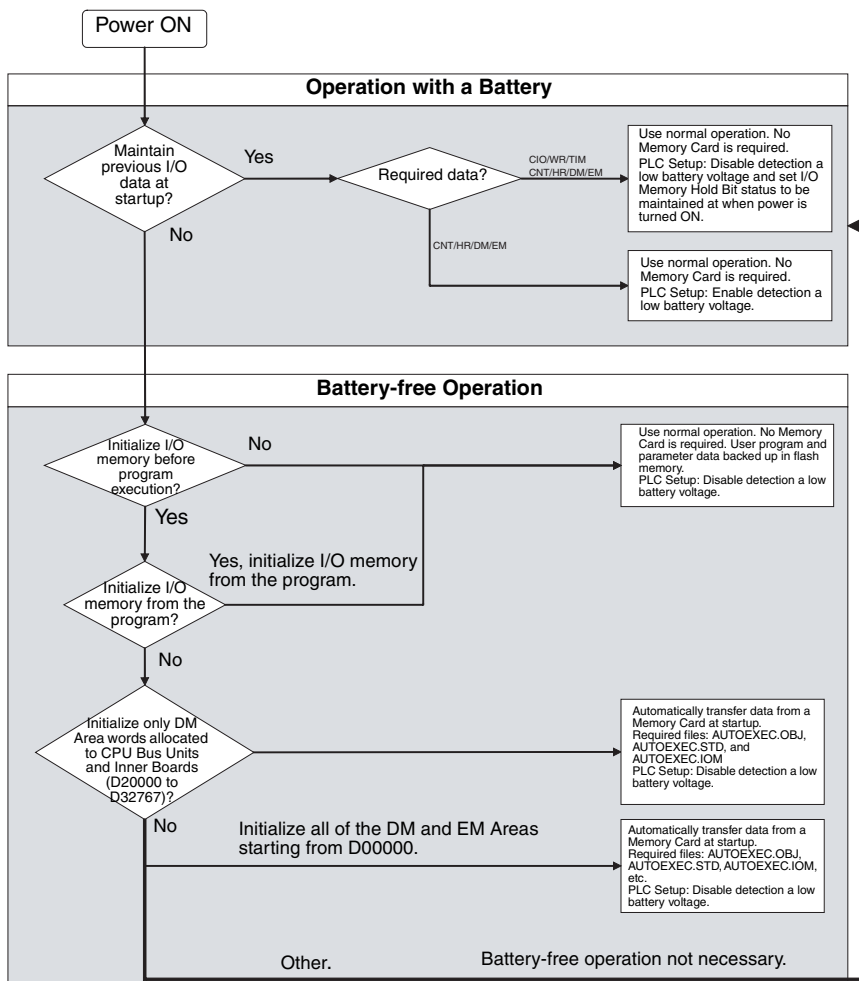 Power ON
Operation with a Battery
Maintain
previous I/O
data at
startup?
Yes
No
Required data?
CIO/WR/TIM
CNT/HR/DM/EM
CNT/HR/DM/EM
Use normal operation. No
Memory Card is required.
PLC Setup: Disable detection a
low battery voltage and set I/O
Memory Hold Bit status to be
maintained at when power is
turned ON.
Use normal operation. No
Memory Card is required.
PLC Setup: Enable detection a
low battery voltage.
Battery-free Operation
Initialize I/O
memory before
program
execution?
No
Yes
Use normal operation. No Memory
Card is required. User program and
parameter data backed up in flash
memory.
PLC Setup: Disable detection a low
battery voltage.
Yes, initialize I/O memory
from the program.
Initialize I/O
memory from the
program?
No
Initialize only DM
Area words allocated
to CPU Bus Units
and Inner Boards
(D20000 to
D32767)?
No
Automatically transfer data from a
Memory Card at startup.
Required files: AUTOEXEC.OBJ,
AUTOEXEC.STD, and
AUTOEXEC.IOM
PLC Setup: Disable detection a low
battery voltage.
Initialize all of the DM and EM Areas
starting from D00000.
Automatically transfer data from a
Memory Card at startup.
Required files: AUTOEXEC.OBJ,
AUTOEXEC.STD, AUTOEXEC.IOM,
etc.
PLC Setup: Disable detection a low
battery voltage.
Other.
Battery-free operation not necessary.